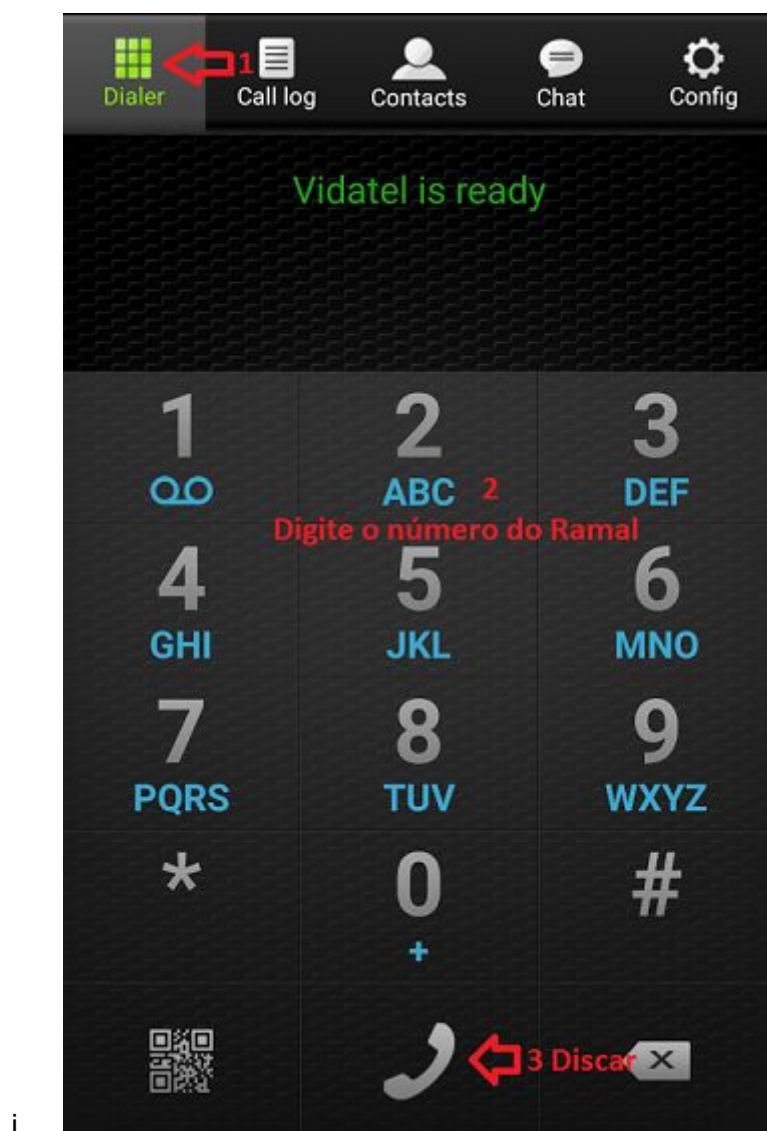 1
Dialer Call log Contacts Chat Config
Vidatel is ready
1 2 3
ABC 2 DEF
Digite o número do Ramal
4 5 6
GHI JKL MNO
7 8 9
PQRS TUV WXYZ
* 0 #
+
3 Discar
i